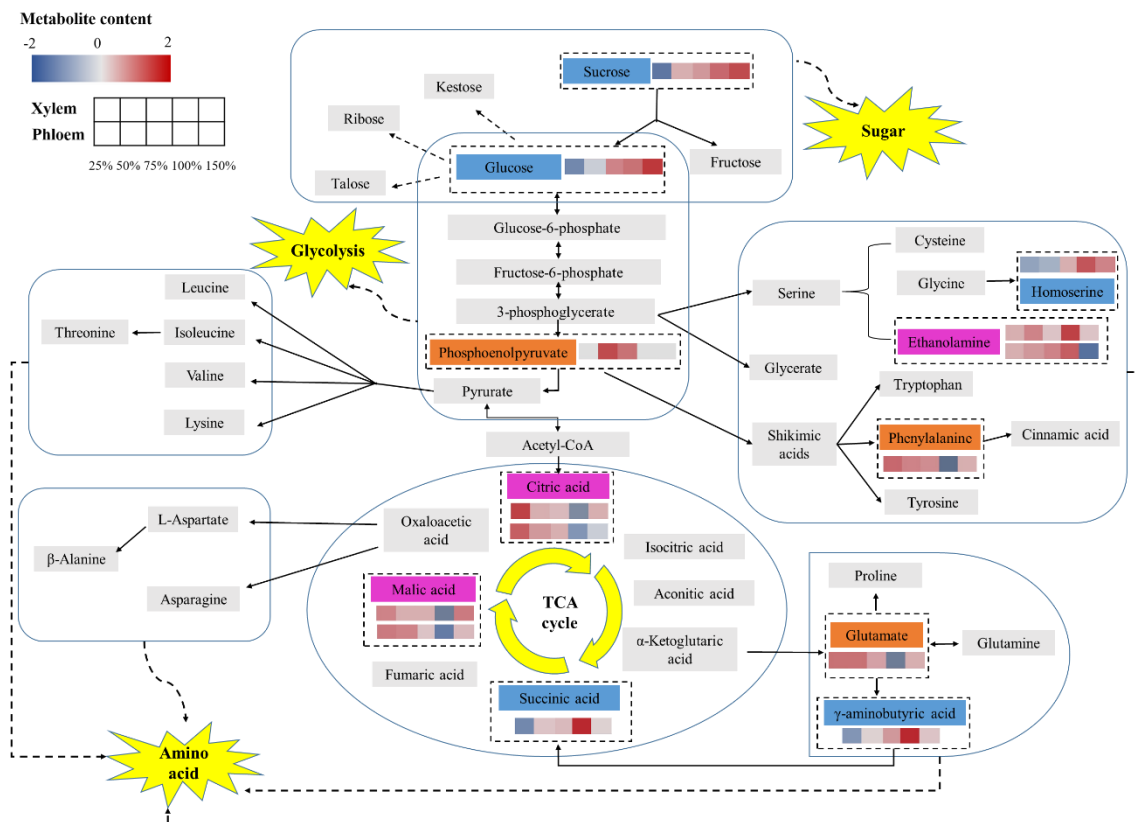 Metabolite content
-2 0 2
Xylem
Phloem
25% 50% 75% 100% 150%
Sucrose
Kestose
Ribose
Talose
Glucose
Fructose
Sugar
Glucose-6-phosphate
Glycolysis
Fructose-6-phosphate
3-phosphoglycerate
Phosphoenolpyruvate
Pyrurate
Acetyl-CoA
Leucine
Threonine
Isoleucine
Valine
Lysine
Serine
Cysteine
Glycinc
Homoserine
Ethanolamine
Glycerate
Tryptophan
Shikimic
acids
Phenylalanine
Cinnamic acid
Tyrosine
Citric acid
L-Aspartate
β-Alanine
Asparagine
Oxaloacetic
acid
Isocitric acid
Malic acid
TCA
cycle
Aconitic acid
α-Ketoglutaric
acid
Fumaric acid
Succinic acid
Proline
Glutamate
Glutamine
γ-aminobutyric acid
Amino
acid